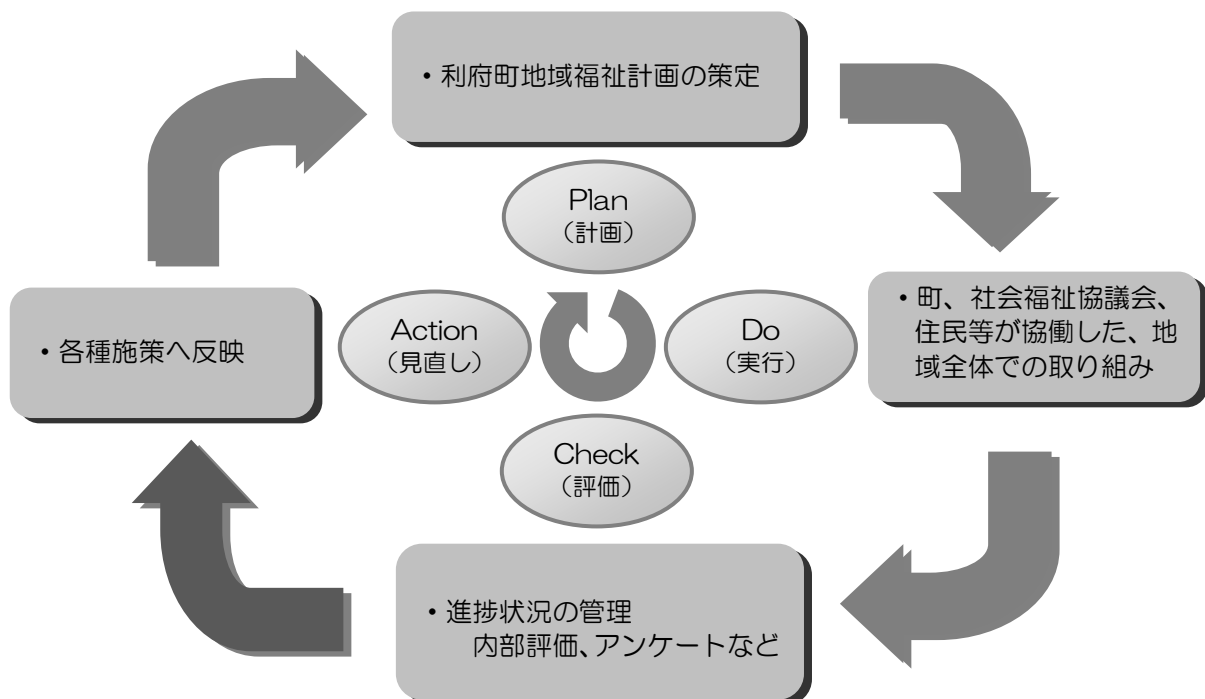 ・利府町地域福祉計画の策定
Plan
（計画）
・各種施策へ反映
Action
（見直し）
Do
（実行）
・町、社会福祉協議会、
住民等が協働した、地
域全体での取り組み
Check
（評価）
・進捗状況の管理
内部評価、アンケートなど